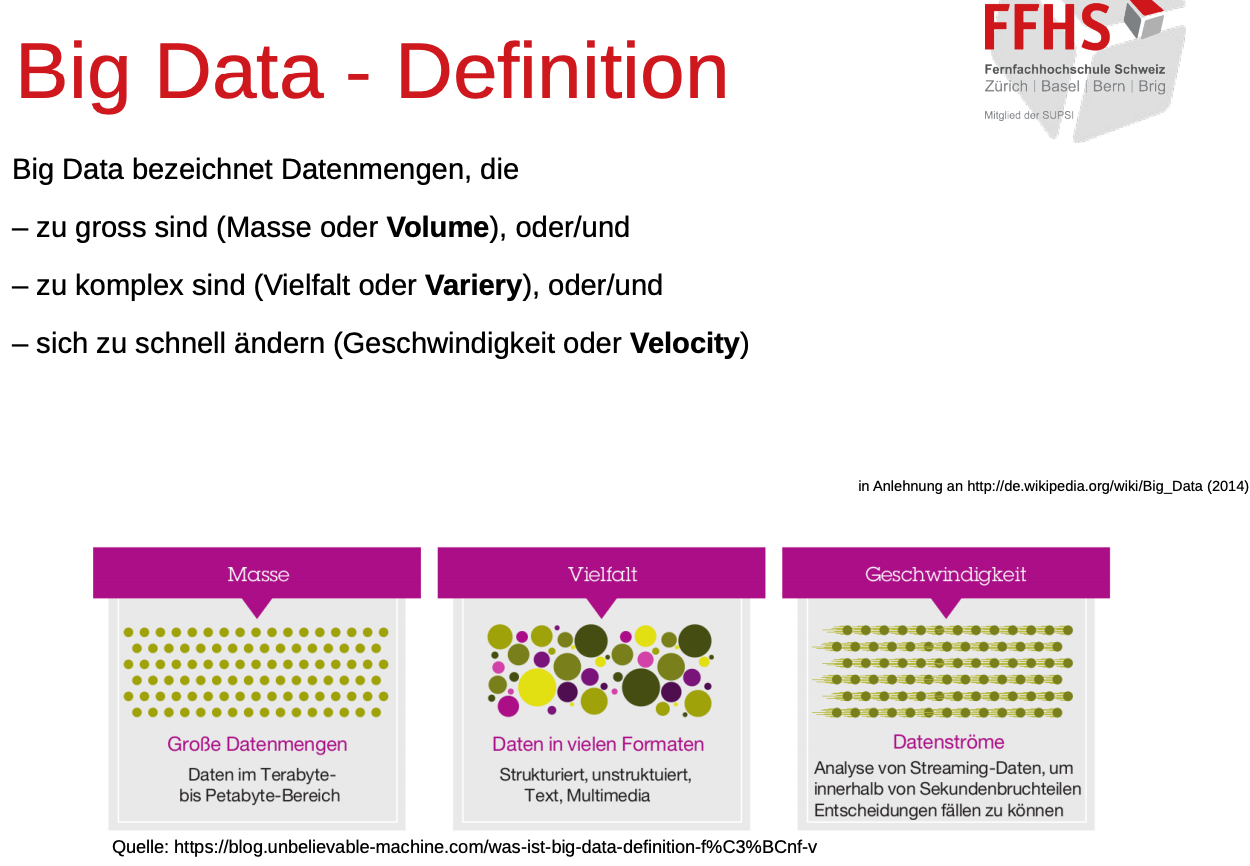 Big Data - Definition
FFHS
Fernfachhochschule Schweiz
Zürich | Basel | Bern | Brig
Mitglied der SUPSI
Big Data bezeichnet Datenmengen, die
– zu gross sind (Masse oder Volume), oder/und
– zu komplex sind (Vielfalt oder Variery), oder/und
– sich zu schnell ändern (Geschwindigkeit oder Velocity)
in Anlehnung an http://de.wikipedia.org/wiki/Big_Data (2014)
Masse
Große Datenmengen
Daten im Terabyte-
bis Petabyte-Bereich
Vielfalt
Daten in vielen Formaten
Strukturiert, unstruktuiert,
Text, Multimedia
Geschwindigkeit
Datenströme
Analyse von Streaming-Daten, um
innerhalb von Sekundenbruchteilen
Entscheidungen fällen zu können
Quelle: https://blog.unbelievable-machine.com/was-ist-big-data-definition-f%C3%BCnf-v